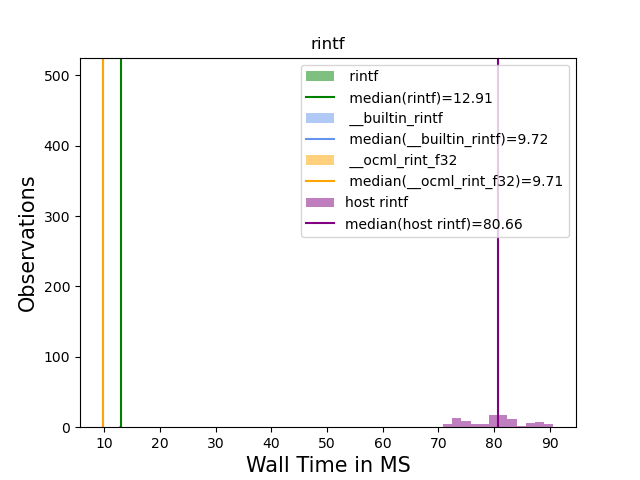 rintf
500
400
300
200
100
0
Observations
10 20 30 40 50 60 70 80 90
Wall Time in MS
rintf
median(rintf)=12.91
__builtin_rintf
median(__builtin_rintf)=9.72
__ocml_rint_f32
median(__ocml_rint_f32)=9.71
host rintf
median(host rintf)=80.66